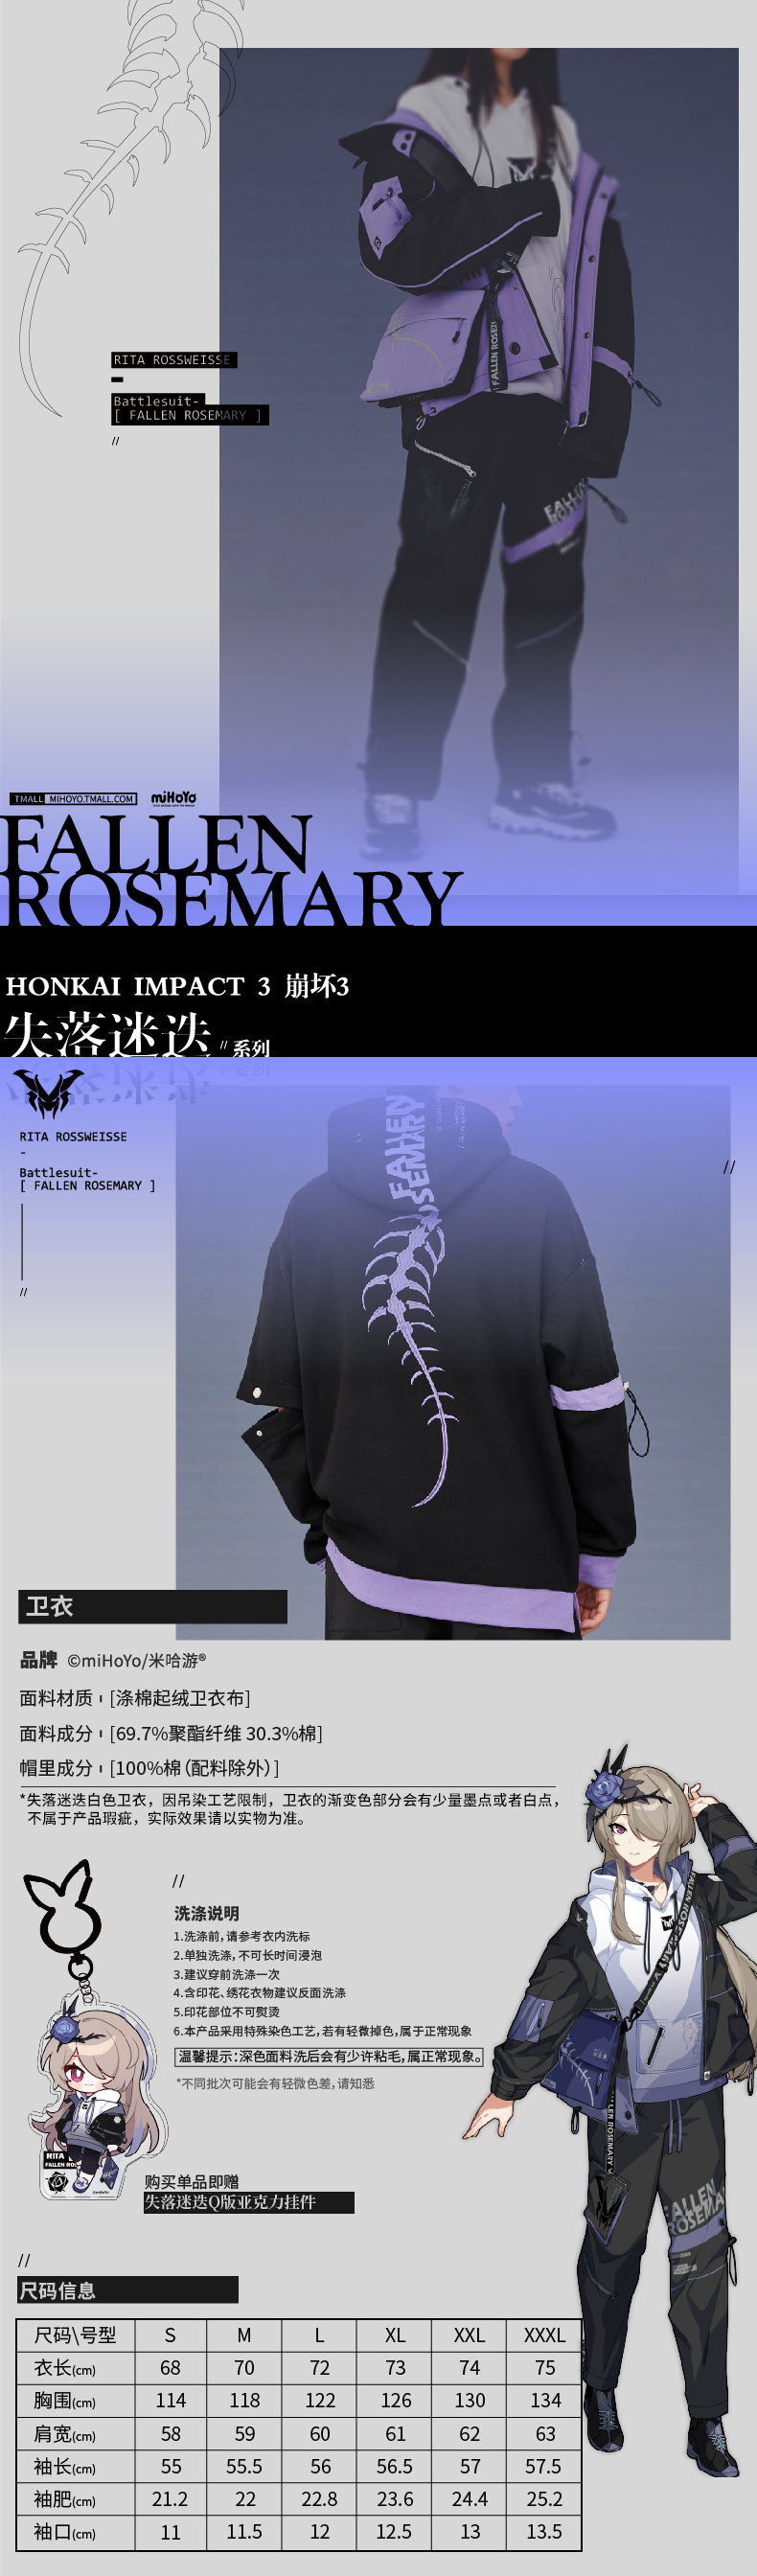 FALLEN ROSEM
RITA ROSSWEISSE
Battlesuit-
[ FALLEN ROSEMARY ]
//
FALLEN
ROSEM
TMALL MIHOYO.TMALL.COM miHoYo
FALLEN
ROSEMARY
HONKAI IMPACT 3 崩坏3
失落迷迭 // 系列
RITA ROSSWEISSE
-
Battlesuit-
[ FALLEN ROSEMARY ]
//
//
FALLEN
ROSEMARY
卫衣
品牌 ©miHoYo/米哈游®
面料材质 [涤棉起绒卫衣布]
面料成分 [69.7%聚酯纤维 30.3%棉]
帽里成分 [100%棉(配料除外)]
*失落迷迭白色卫衣，因吊染工艺限制，卫衣的渐变色部分会有少量墨点或者白点，
不属于产品瑕疵，实际效果请以实物为准。
//
洗涤说明
1.洗涤前,请参考衣内洗标
2.单独洗涤,不可长时间浸泡
3.建议穿前洗涤一次
4.含印花、绣花衣物建议反面洗涤
5.印花部位不可熨烫
6.本产品采用特殊染色工艺,若有轻微掉色,属于正常现象
温馨提示:深色面料洗后会有少许粘毛,属正常现象。
*不同批次可能会有轻微色差,请知悉
FALLEN ROSEMARY
RITA
FALLEN RO
©miHoYo
购买单品即赠
失落迷迭Q版亚克力挂件
FALLEN ROSEMARY
FALLEN
ROSEMA
//
尺码信息
尺码\号型 S M L XL XXL XXXL
衣长(cm) 68 70 72 73 74 75
胸围(cm) 114 118 122 126 130 134
肩宽(cm) 58 59 60 61 62 63
袖长(cm) 55 55.5 56 56.5 57 57.5
袖肥(cm) 21.2 22 22.8 23.6 24.4 25.2
袖口(cm) 11 11.5 12 12.5 13 13.5